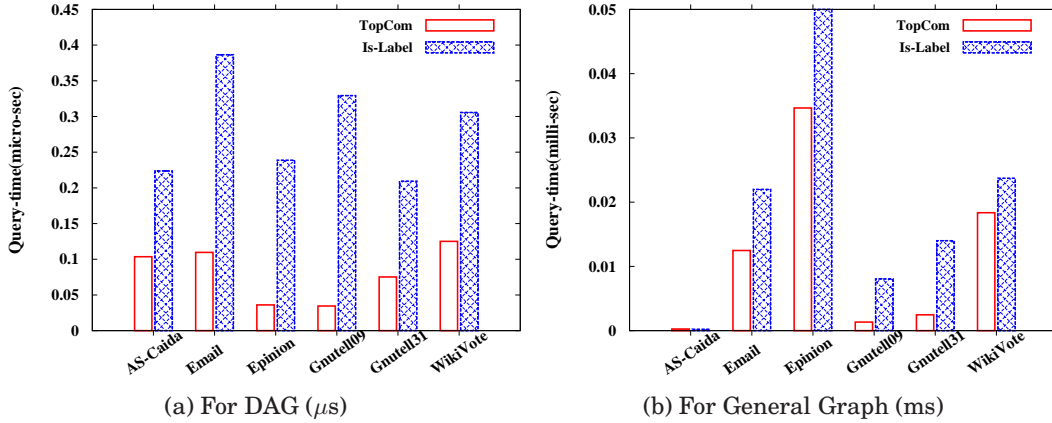 0.45
0.4
0.35
0.3
0.25
0.2
0.15
0.1
0.05
0
Query-time(micro-sec)
TopCom
Is-Label
AS-Caida
Email
Epinion
Gnutell09
Gnutell31
WikiVote
(a) For DAG (μs)
0.05
0.04
0.03
0.02
0.01
0
Query-time(milli-sec)
TopCom
Is-Label
AS-Caida
Email
Epinion
Gnutell09
Gnutell31
WikiVote
(b) For General Graph (ms)